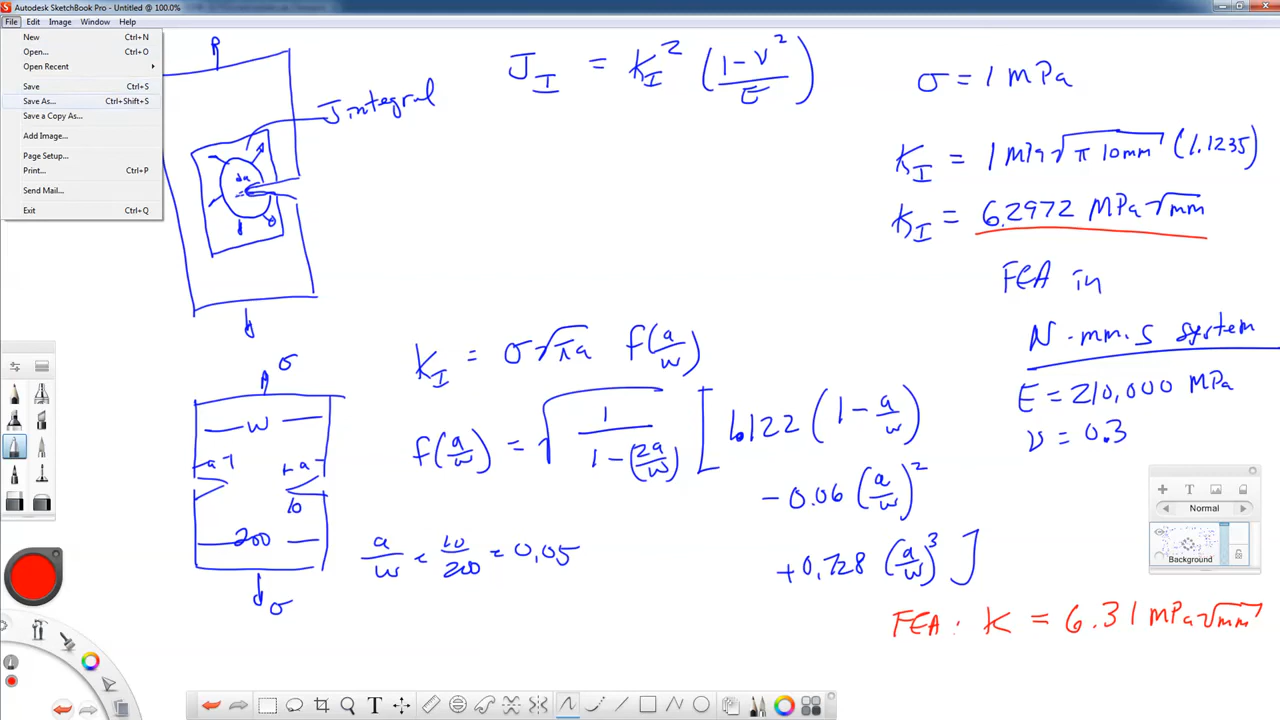 Autodesk SketchBook Pro - Untitled @ 100.0%
File Edit Image Window Help
New Ctrl+N
Open... Ctrl+O
Open Recent
Save Ctrl+S
Save As... Ctrl+Shift+S
Save a Copy As...
Add Image...
Page Setup...
Print... Ctrl+P
Send Mail...
Exit Ctrl+Q
J integral
da
J_I = K_I^2 (1-ν^2 / E)
σ = 1 MPa
K_I = 1 MPa √π 10mm (1.1235)
K_I = 6.2972 MPa √mm
FEA in
N·mm·S system
E = 210,000 MPa
ν = 0.3
K_I = σ√πa f(a/w)
f(a/w) = √1/(1-(2a/w)) [1.122 (1-a/w)
- 0.06 (a/w)^2
+0.728 (a/w)^3 ]
σ
w
10
200
σ
a/w = 10/200 = 0.05
FEA: K = 6.31 MPa√mm
T
Normal
Background
T